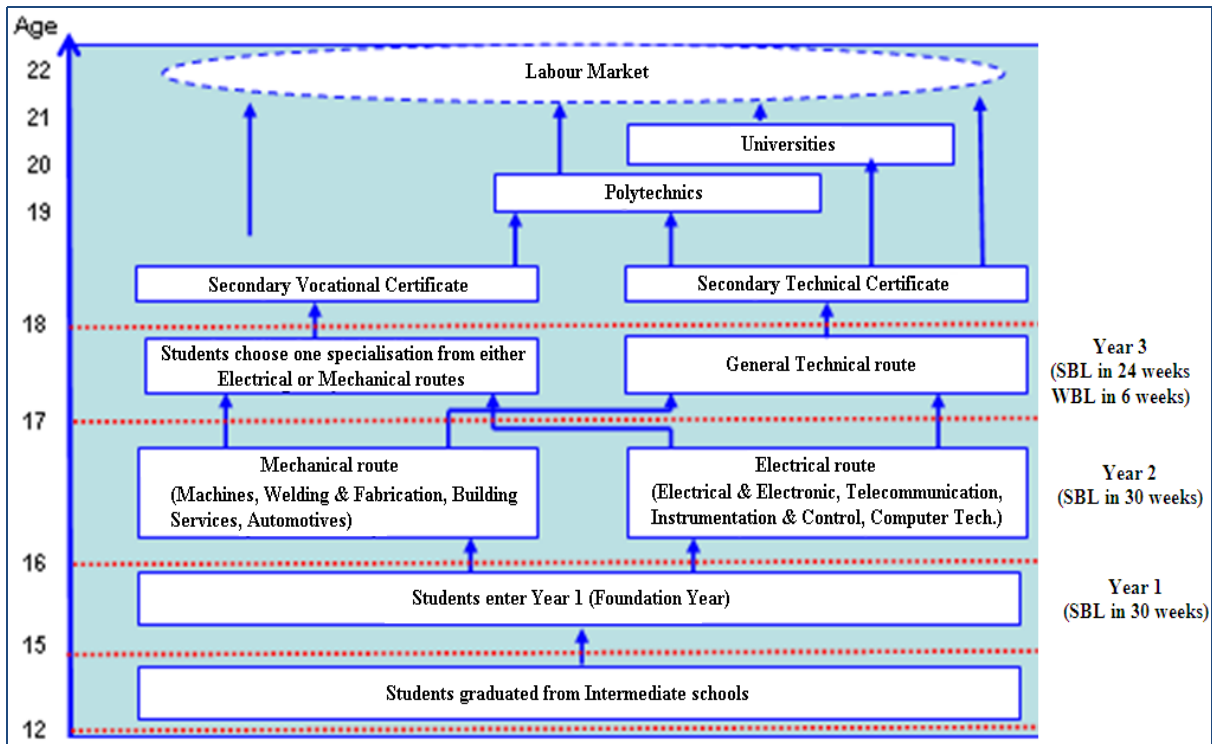 Age
22
Labour Market
21
Universities
20
Polytechnics
19
Secondary Vocational Certificate
Secondary Technical Certificate
18
Students choose one specialisation from either
Electrical or Mechanical routes
General Technical route
Year 3
(SBL in 24 weeks
WBL in 6 weeks)
17
Mechanical route
(Machines, Welding & Fabrication, Building
Services, Automotives)
Electrical route
(Electrical & Electronic, Telecommunication,
Instrumentation & Control, Computer Tech.)
Year 2
(SBL in 30 weeks)
16
Students enter Year 1 (Foundation Year)
Year 1
(SBL in 30 weeks)
15
Students graduated from Intermediate schools
12